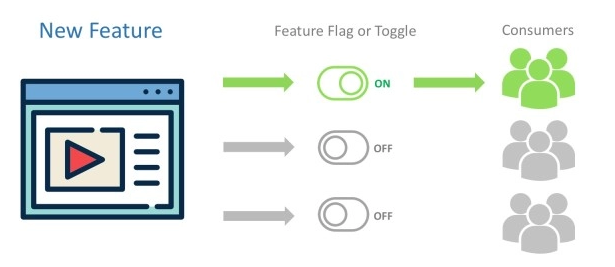 New Feature
Feature Flag or Toggle
Consumers
ON
OFF
OFF